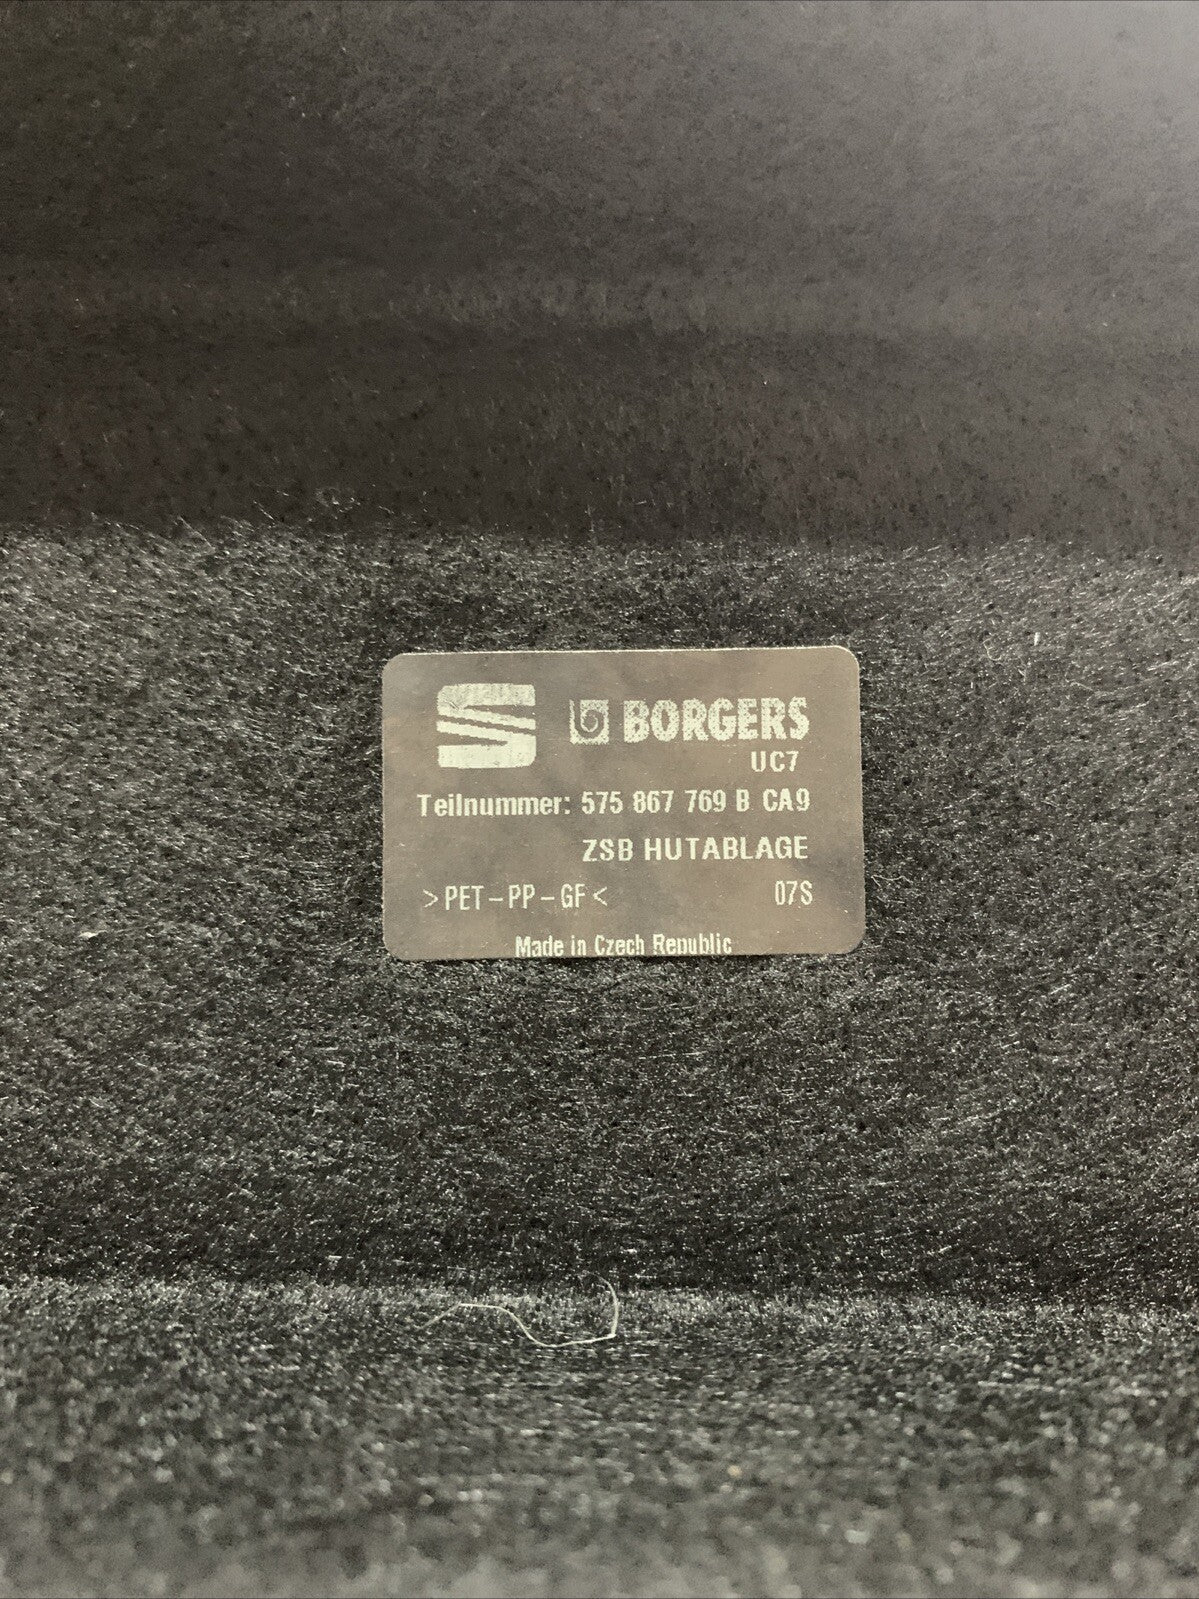 BORGERS
UC7
Teilnummer: 575 867 769 B CA9
ZSB HUTABLAGE
>PET-PP-GF< 07S
Made in Czech Republic